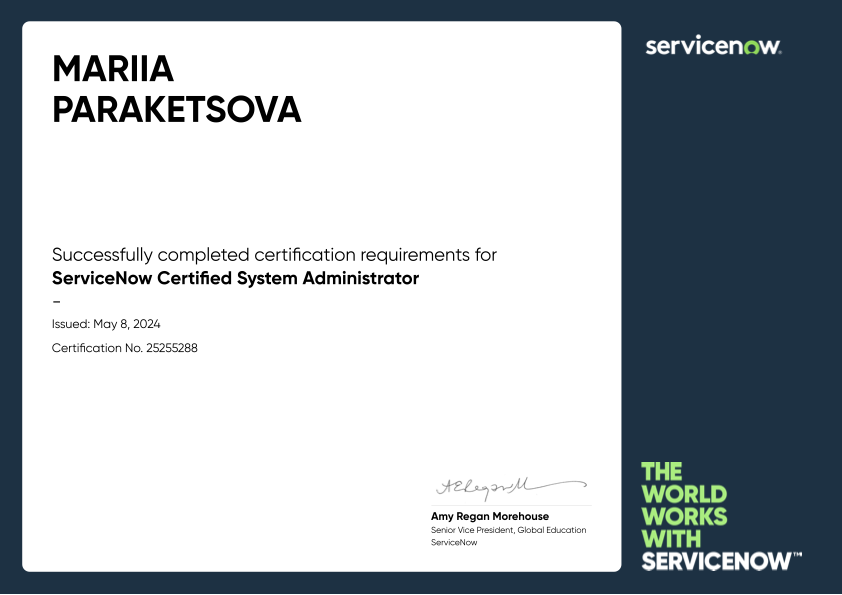 MARIIA
PARAKETSOVA
Successfully completed certification requirements for
ServiceNow Certified System Administrator
–
Issued: May 8, 2024
Certification No. 25255288
Amy Regan Morehouse
Senior Vice President, Global Education
ServiceNow
servicenow®
THE
WORLD
WORKS
WITH
SERVICENOW™